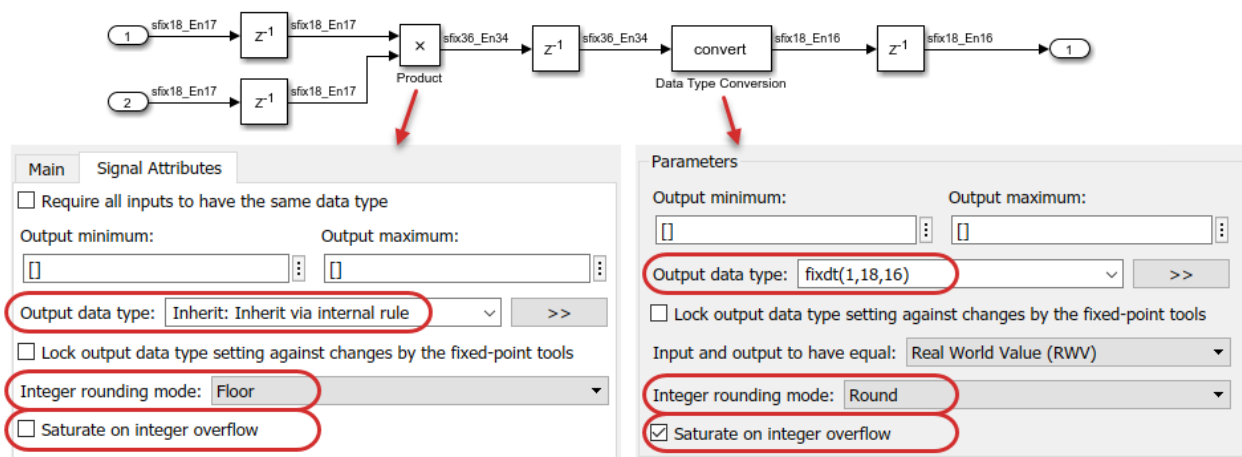 sfix18_En17 sfix18_En17 sfix36_En34 sfix36_En34 sfix18_En16 sfix18_En16
1 z-1 × z-1 convert z-1 1
Product
Data Type Conversion
sfix18_En17 sfix18_En17
2 z-1
Main Signal Attributes
Require all inputs to have the same data type
Output minimum: Output maximum:
[] []
Output data type: Inherit: Inherit via internal rule >>
Lock output data type setting against changes by the fixed-point tools
Integer rounding mode: Floor
Saturate on integer overflow
Parameters
Output minimum: Output maximum:
[] []
Output data type: fixdt(1,18,16) >>
Lock output data type setting against changes by the fixed-point tools
Input and output to have equal: Real World Value (RWV)
Integer rounding mode: Round
Saturate on integer overflow